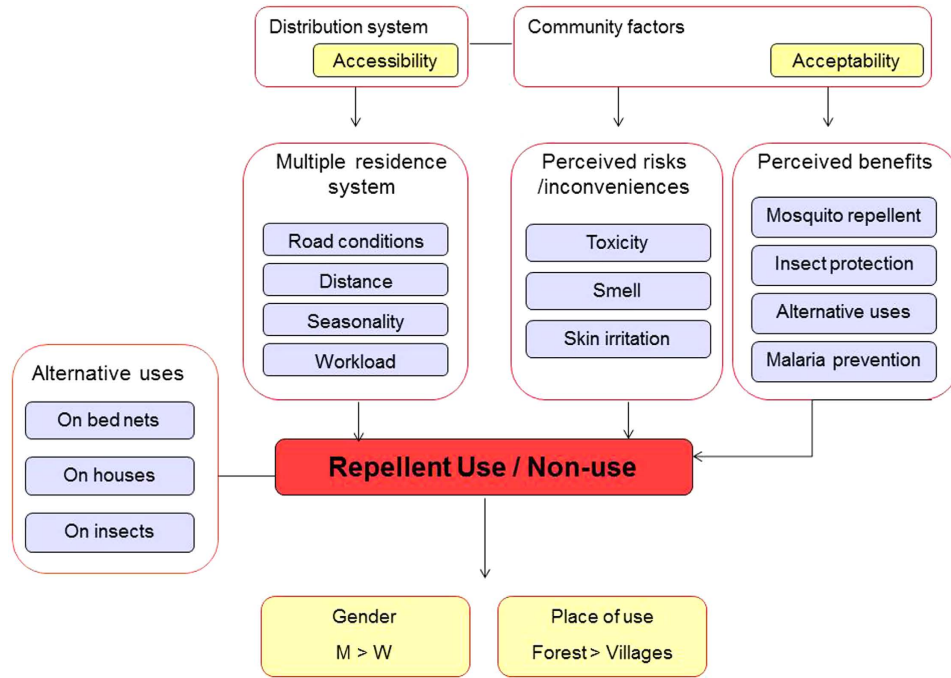 Distribution system
Accessibility
Community factors
Acceptability
Multiple residence
system
Road conditions
Distance
Seasonality
Workload
Perceived risks
/inconveniences
Toxicity
Smell
Skin irritation
Perceived benefits
Mosquito repellent
Insect protection
Alternative uses
Malaria prevention
Alternative uses
On bed nets
On houses
On insects
Repellent Use / Non-use
Gender
M > W
Place of use
Forest > Villages